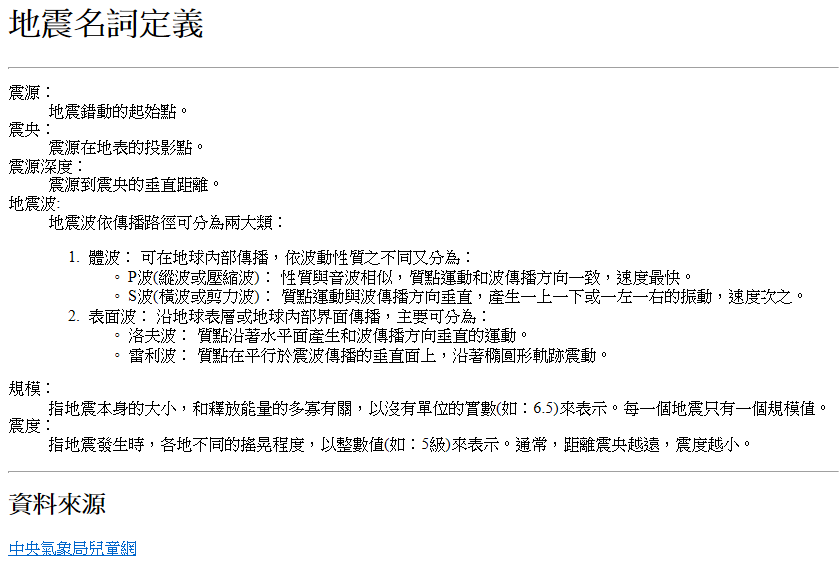 地震名詞定義
震源：
地震錯動的起始點。
震央：
震源在地表的投影點。
震源深度：
震源到震央的垂直距離。
地震波:
地震波依傳播路徑可分為兩大類：
1. 體波： 可在地球內部傳播，依波動性質之不同又分為：
◦ P波(縱波或壓縮波)： 性質與音波相似，質點運動和波傳播方向一致，速度最快。
◦ S波(橫波或剪力波)： 質點運動與波傳播方向垂直，產生一上一下或一左一右的振動，速度次之。
2. 表面波： 沿地球表層或地球內部界面傳播，主要可分為：
◦ 洛夫波： 質點沿著水平面產生和波傳播方向垂直的運動。
◦ 雷利波： 質點在平行於震波傳播的垂直面上，沿著橢圓形軌跡震動。
規模：
指地震本身的大小，和釋放能量的多寡有關，以沒有單位的實數(如：6.5)來表示。每一個地震只有一個規模值。
震度：
指地震發生時，各地不同的搖晃程度，以整數值(如：5級)來表示。通常，距離震央越遠，震度越小。
資料來源
中央氣象局兒童網